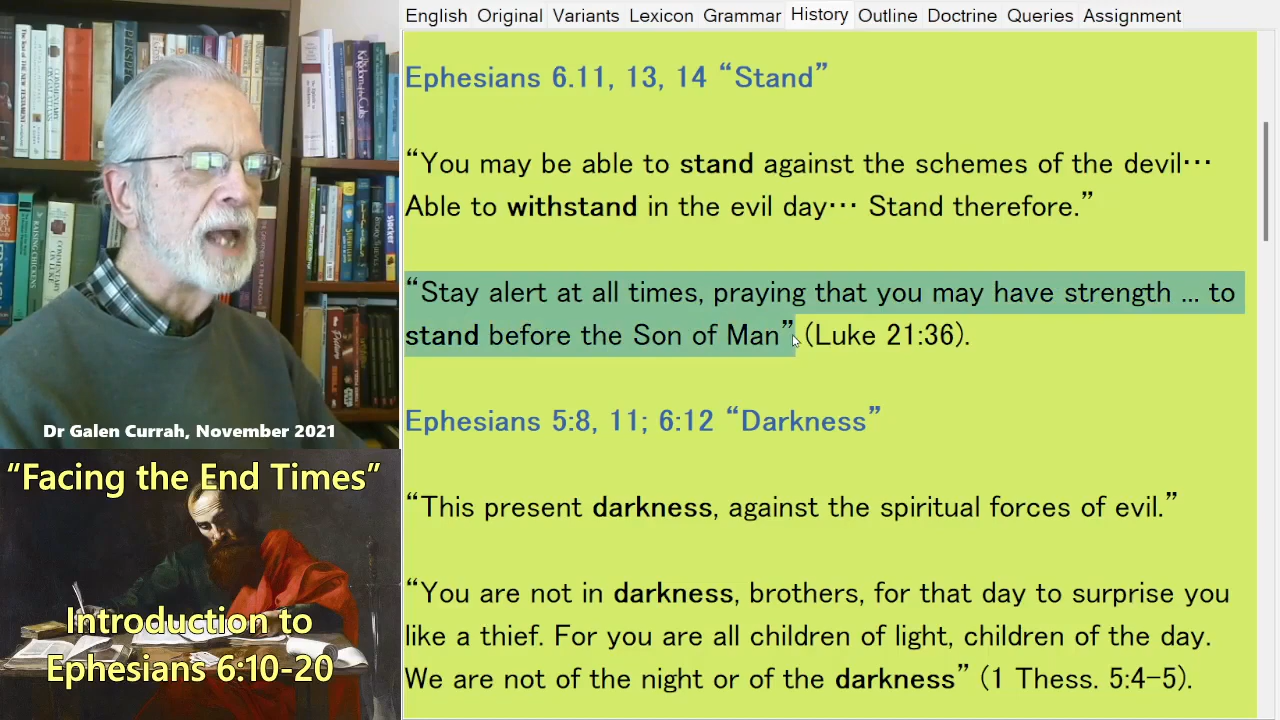 English Original Variants Lexicon Grammar History Outline Doctrine Queries Assignment
Ephesians 6.11, 13, 14 “Stand”
“You may be able to stand against the schemes of the devil…
Able to withstand in the evil day… Stand therefore.”
“Stay alert at all times, praying that you may have strength ... to
stand before the Son of Man” (Luke 21:36).
Ephesians 5:8, 11; 6:12 “Darkness”
“This present darkness, against the spiritual forces of evil.”
“You are not in darkness, brothers, for that day to surprise you
like a thief. For you are all children of light, children of the day.
We are not of the night or of the darkness” (1 Thess. 5:4-5).
Dr Galen Currah, November 2021
“Facing the End Times”
Introduction to
Ephesians 6:10-20